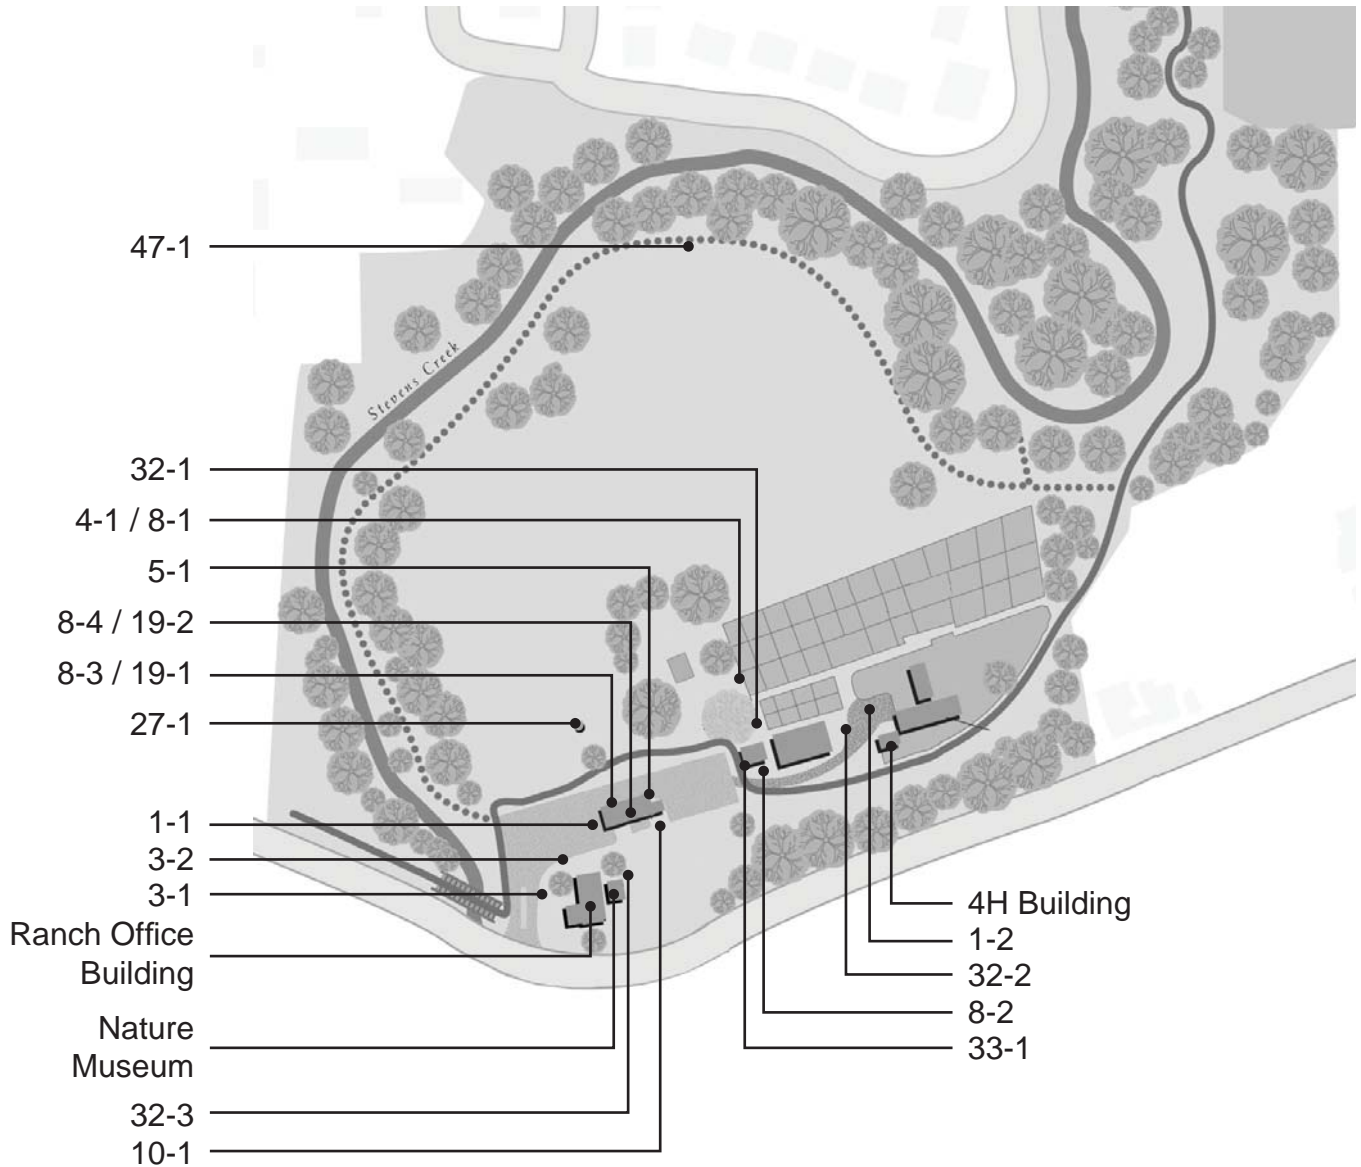 47-1
Stevens Creek
32-1
4-1 / 8-1
5-1
8-4 / 19-2
8-3 / 19-1
27-1
1-1
3-2
3-1
Ranch Office
Building
Nature
Museum
32-3
10-1
4H Building
1-2
32-2
8-2
33-1